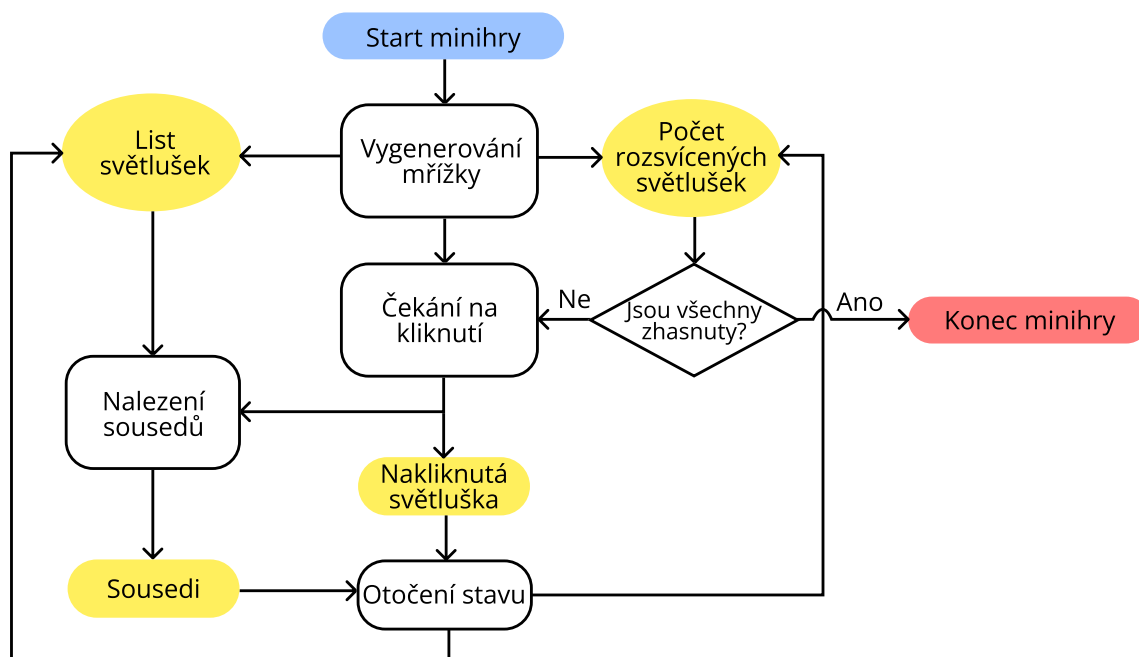 Start minihry
List
světlušek
Vygenerování
mřížky
Počet
rozsvícených
světlušek
Čekání na
kliknutí
Ne
Jsou všechny
zhasnuty?
Ano
Konec minihry
Nalezení
sousedů
Nakliknutá
světluška
Sousedi
Otočení stavu